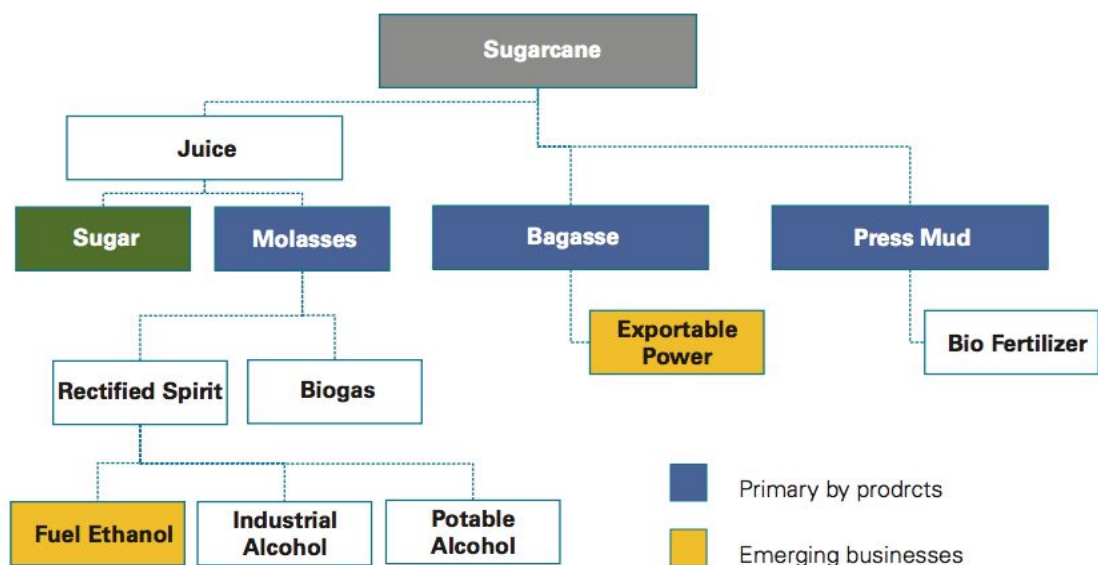 Sugarcane
Juice
Sugar
Molasses
Bagasse
Press Mud
Exportable
Power
Bio Fertilizer
Rectified Spirit
Biogas
Fuel Ethanol
Industrial
Alcohol
Potable
Alcohol
Primary by prodrcts
Emerging businesses